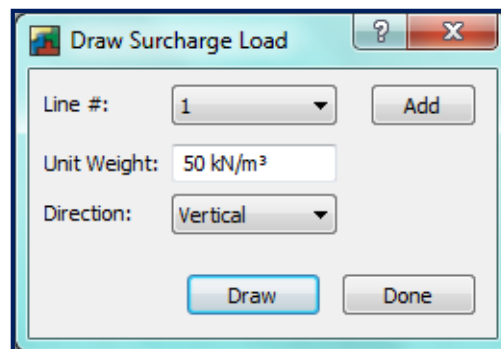 Draw Surcharge Load
Line #: 1 Add
Unit Weight: 50 kN/m³
Direction: Vertical
Draw Done